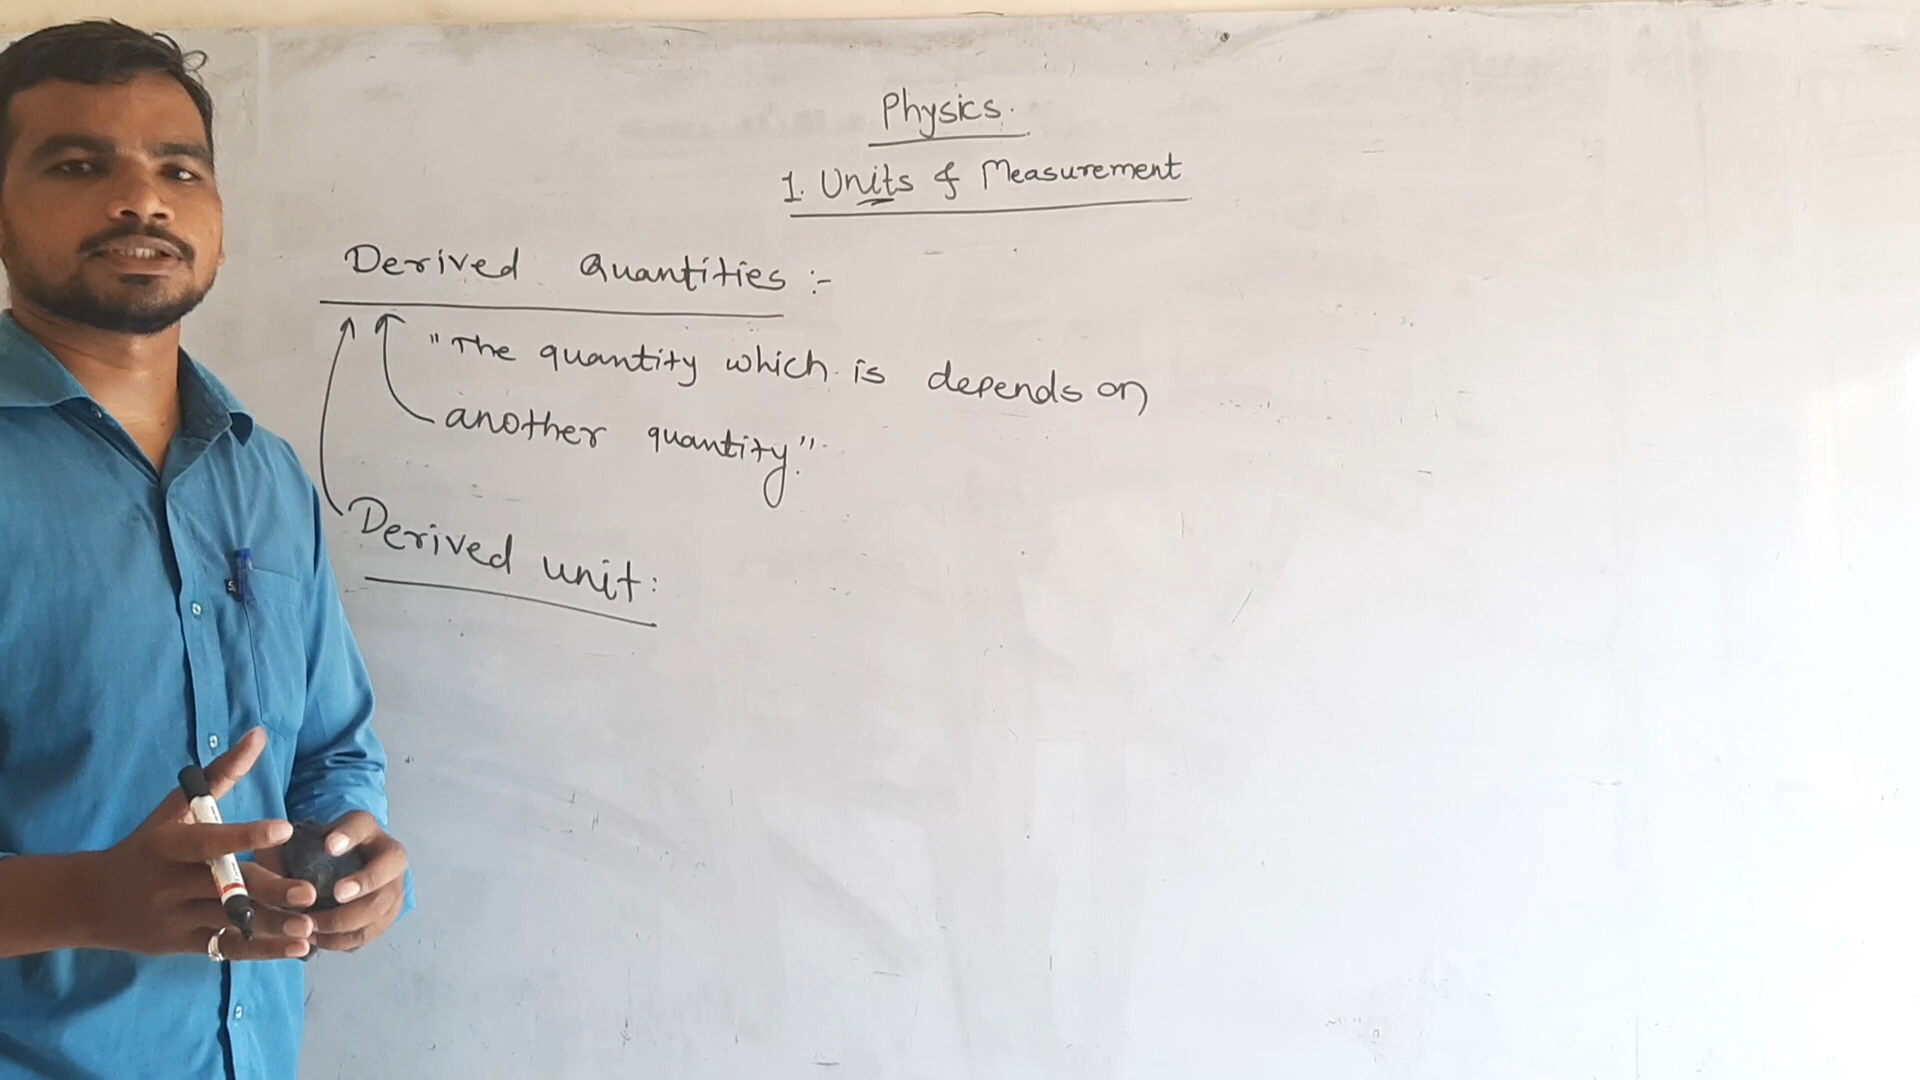 Physics.
1. Units & Measurement
Derived Quantities :-
"The quantity which is depends on
another quantity."
Derived unit: